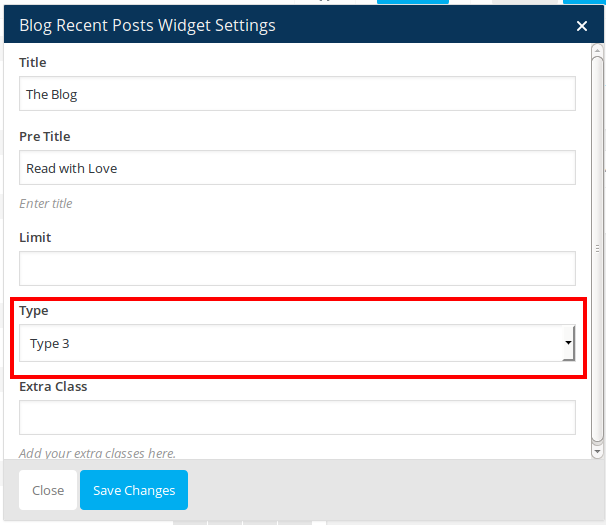 Blog Recent Posts Widget Settings
Title
The Blog
Pre Title
Read with Love
Enter title
Limit
Type
Type 3
Extra Class
Add your extra classes here.
Close
Save Changes